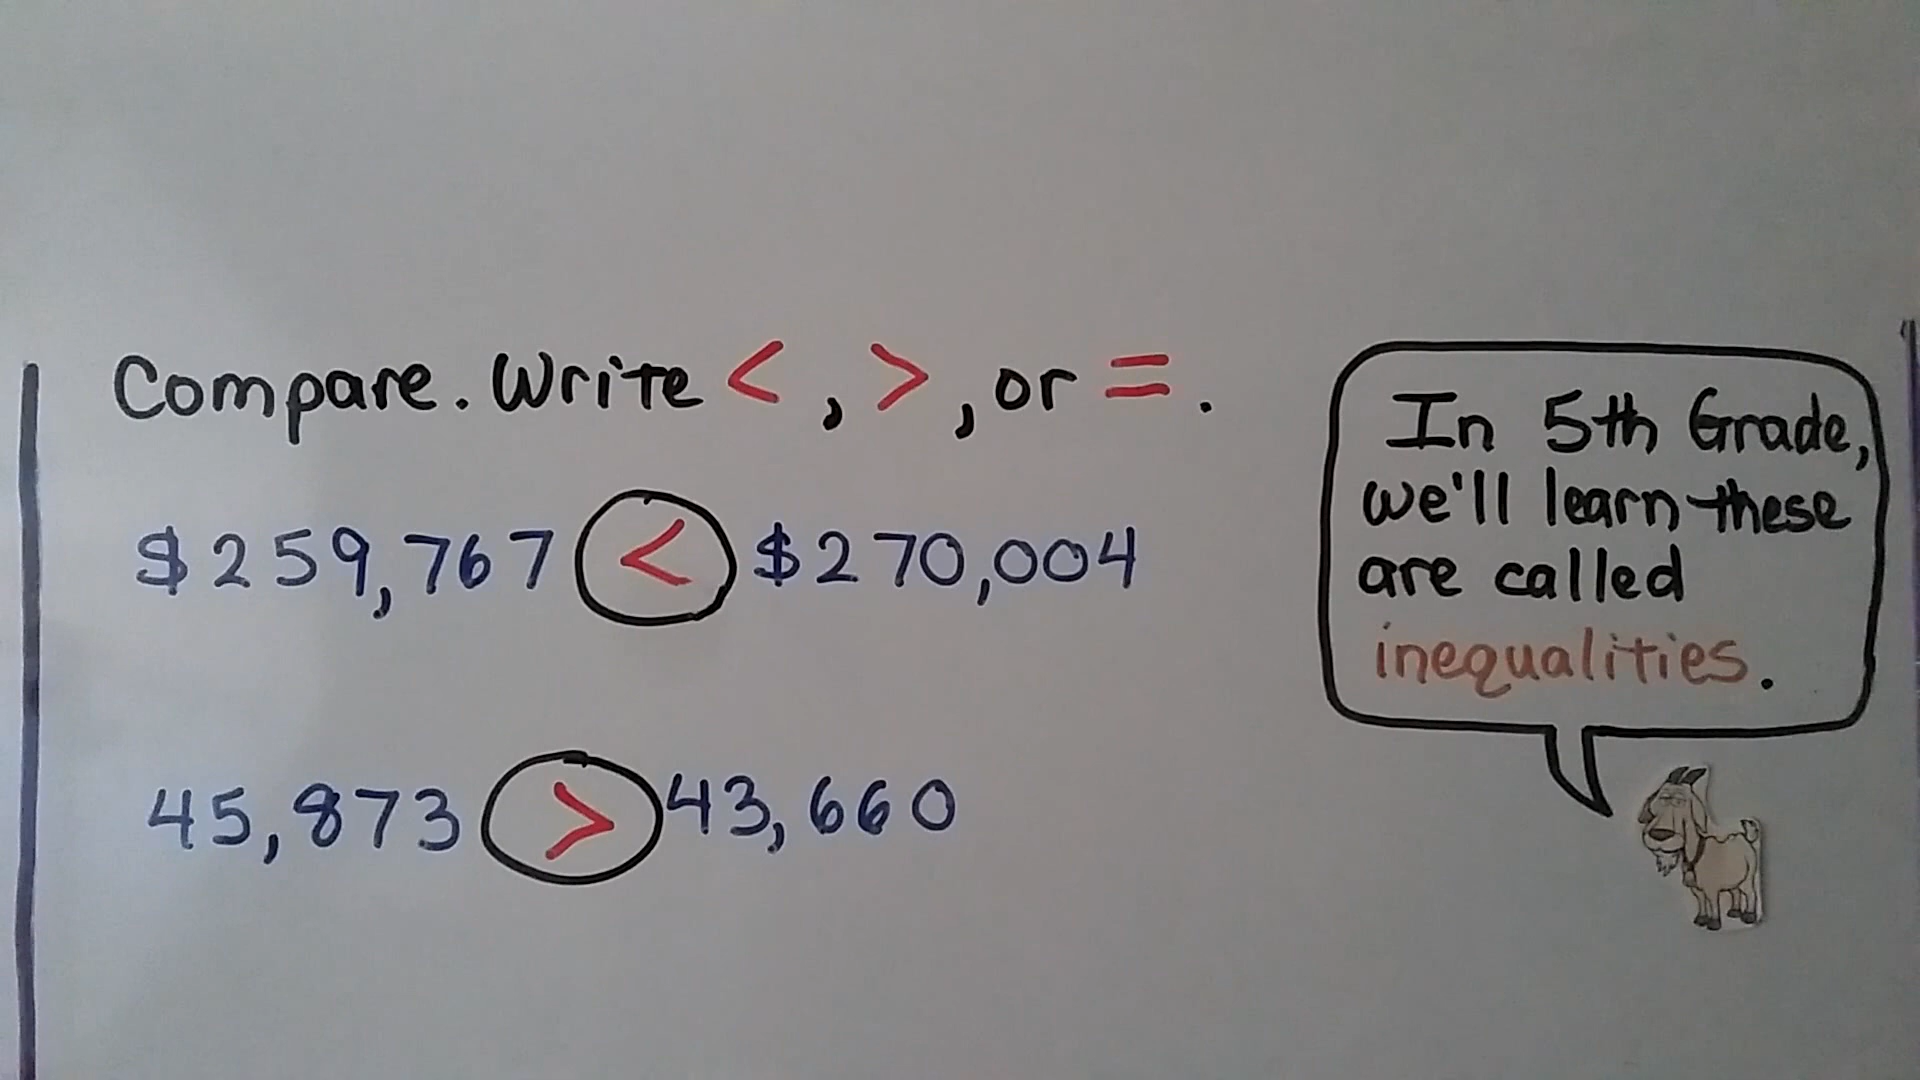 Compare. Write <, >, or =.
$259,767 < $270,004
45,873 > 43,660
In 5th Grade,
we'll learn these
are called
inequalities.